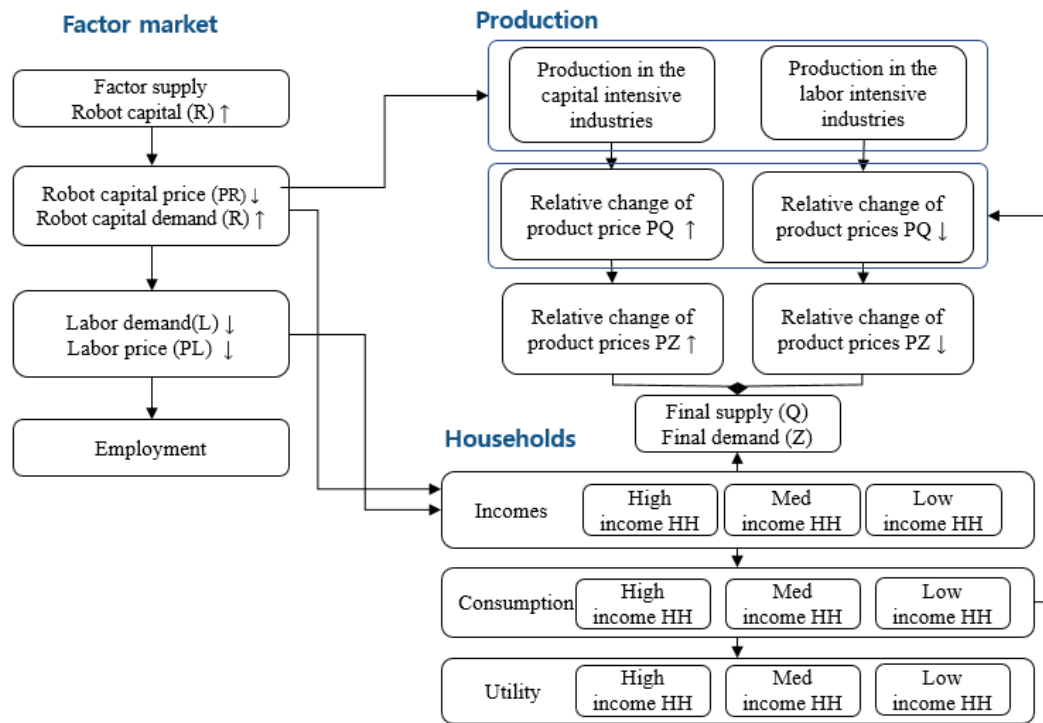 Factor market
Factor supply
Robot capital (R) ↑
Robot capital price (PR) ↓
Robot capital demand (R) ↑
Labor demand(L) ↓
Labor price (PL) ↓
Employment
Production
Production in the
capital intensive
industries
Production in the
labor intensive
industries
Relative change of
product price PQ ↑
Relative change of
product prices PQ ↓
Relative change of
product prices PZ ↑
Relative change of
product prices PZ ↓
Final supply (Q)
Final demand (Z)
Households
Incomes
High
income HH
Med
income HH
Low
income HH
Consumption
High
income HH
Med
income HH
Low
income HH
Utility
High
income HH
Med
income HH
Low
income HH